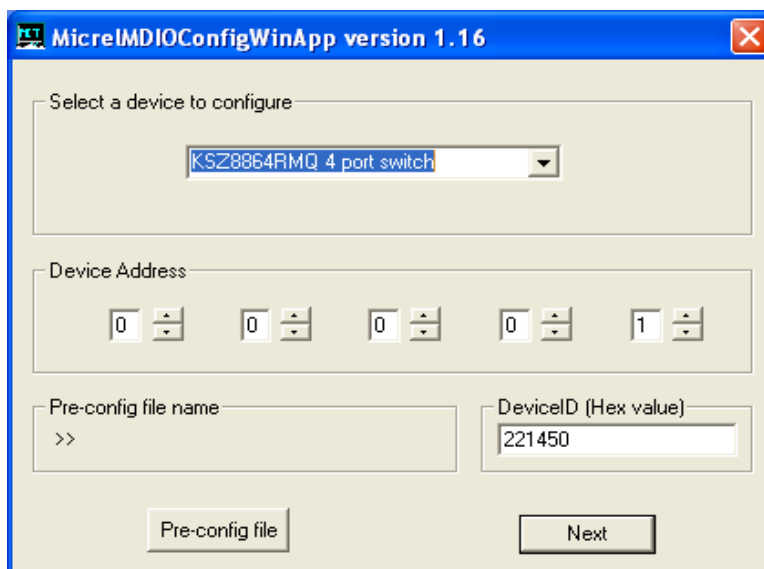 MicrelMDIOConfigWinApp version 1.16
Select a device to configure
KSZ8864RMQ 4 port switch
Device Address
0 0 0 0 1
Pre-config file name
>>
DeviceID (Hex value)
221450
Pre-config file
Next